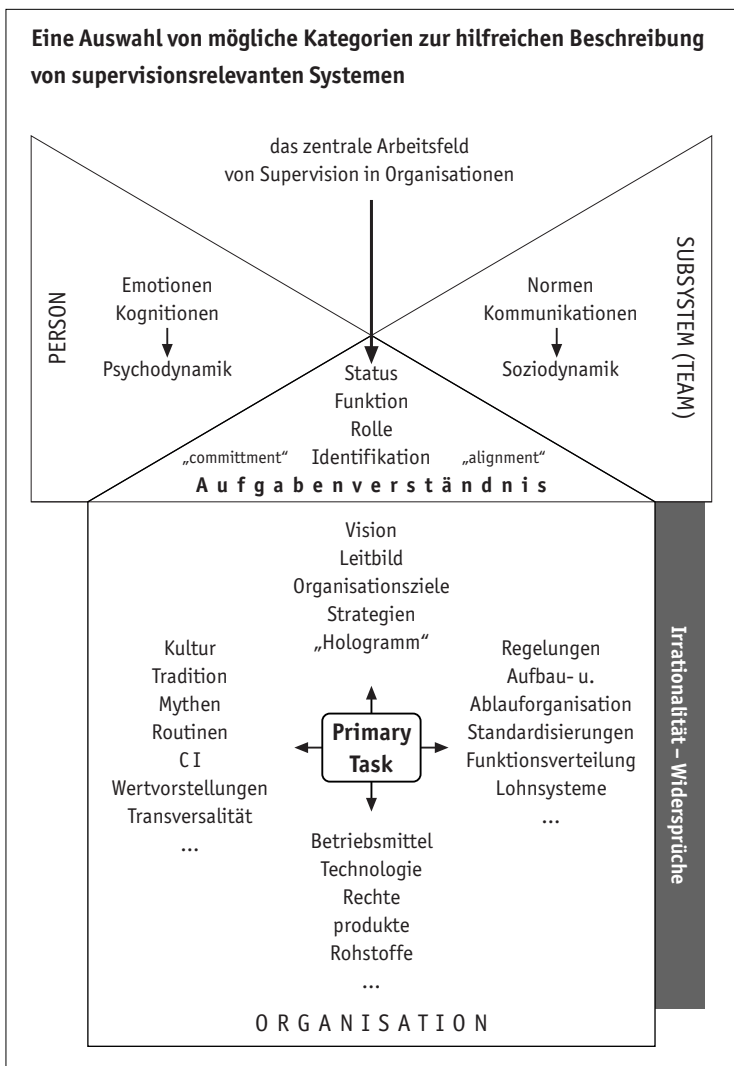 Eine Auswahl von mögliche Kategorien zur hilfreichen Beschreibung
von supervisionsrelevanten Systemen
das zentrale Arbeitsfeld
von Supervision in Organisationen
PERSON
Emotionen
Kognitionen
Psychodynamik
Normen
Kommunikationen
Soziodynamik
SUBSYSTEM (TEAM)
Status
Funktion
Rolle
„committment“ Identifikation „alignment“
Aufgabenverständnis
Vision
Leitbild
Organisationsziele
Strategien
„Hologramm“
Kultur
Tradition
Mythen
Routinen
C I
Wertvorstellungen
Transversalität
...
Primary
Task
Regelungen
Aufbau- u.
Ablauforganisation
Standardisierungen
Funktionsverteilung
Lohnsysteme
...
Betriebsmittel
Technologie
Rechte
produkte
Rohstoffe
...
Irrationalität – Widersprüche
ORGANISATION